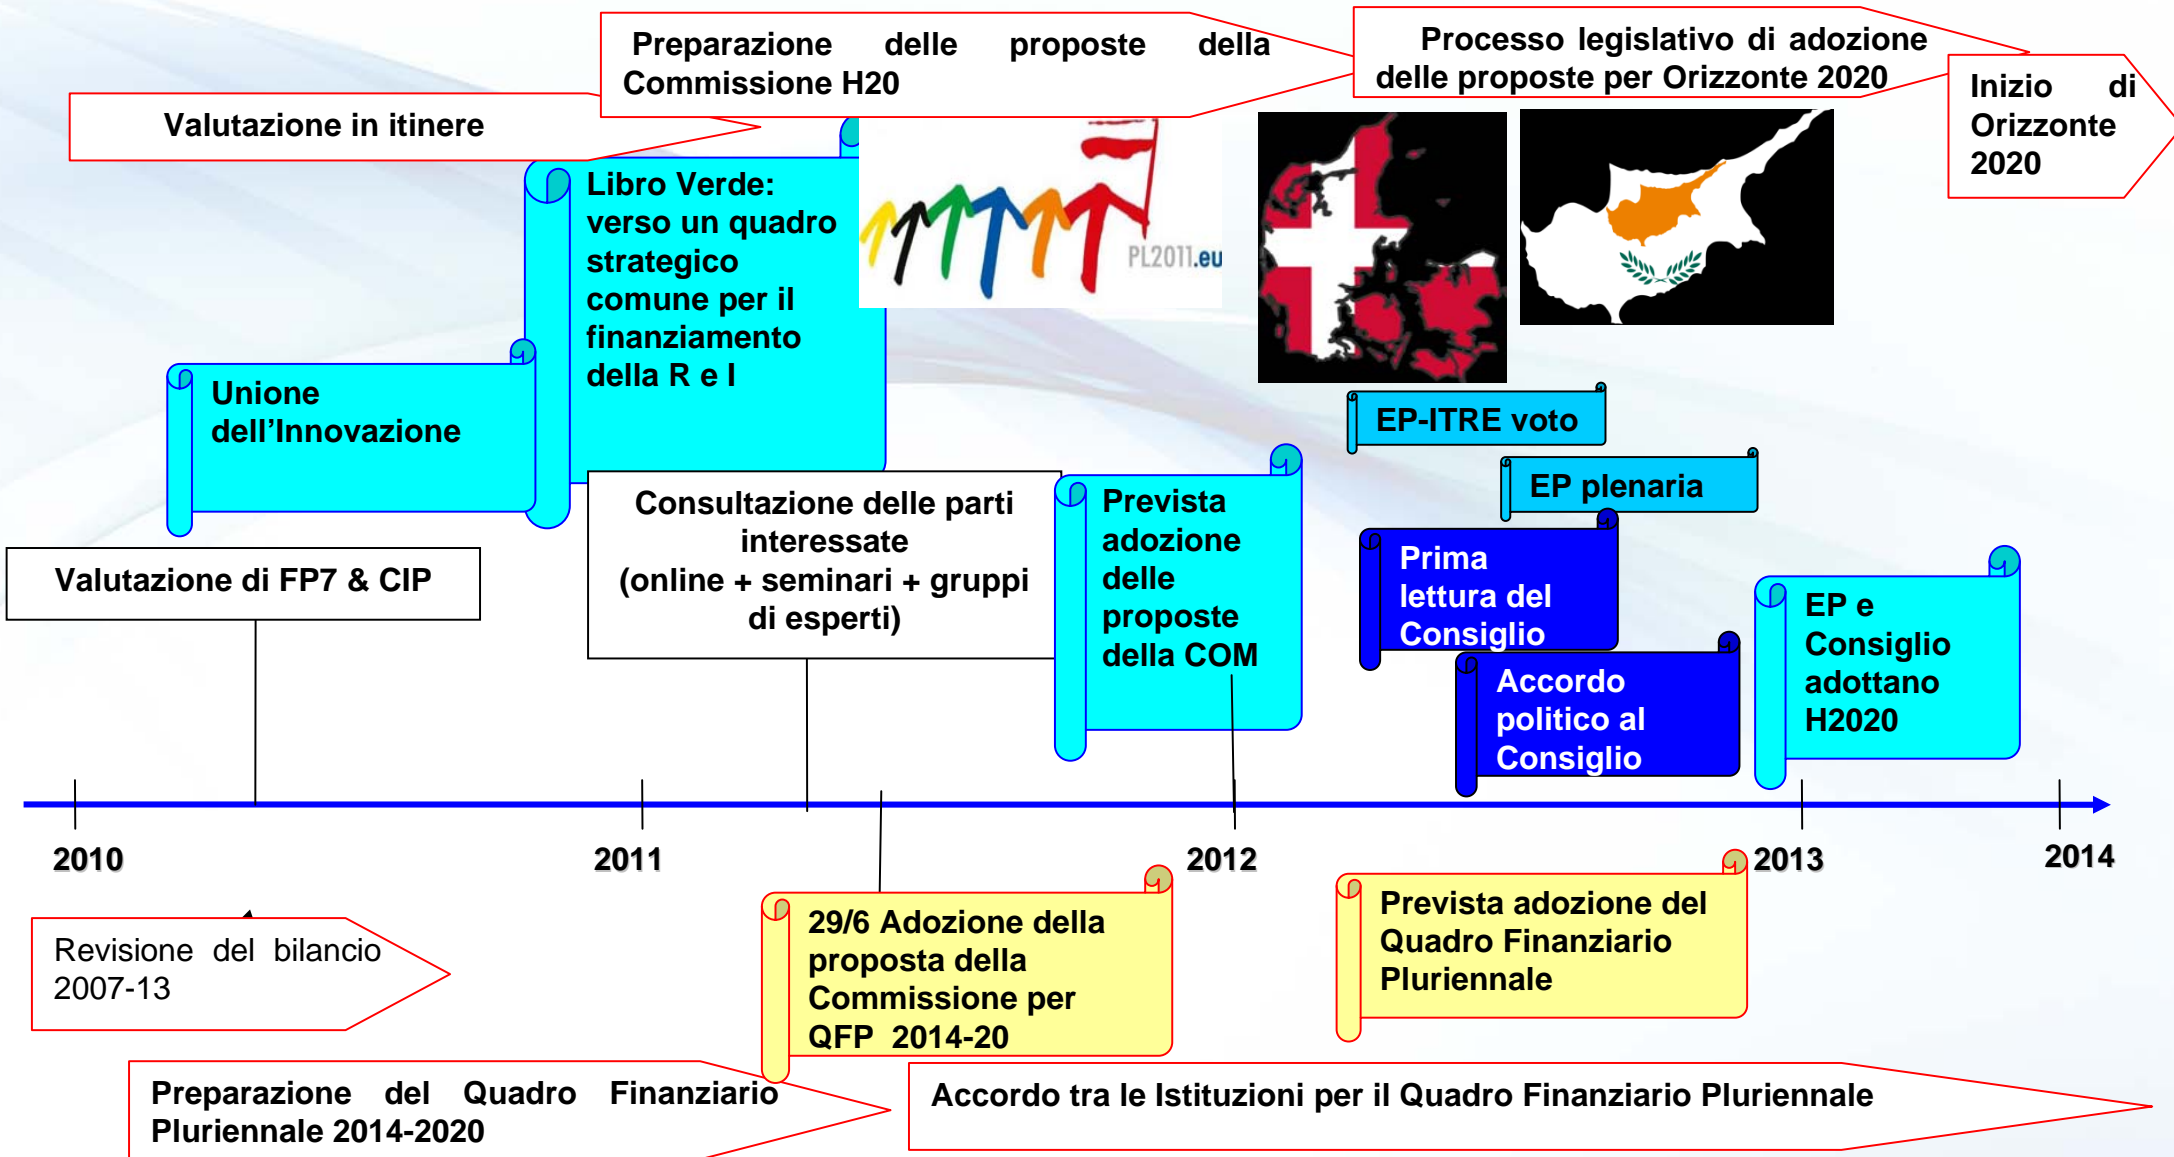 Preparazione delle proposte della
Commissione H20
Processo legislativo di adozione
delle proposte per Orizzonte 2020
Inizio di
Orizzonte
2020
Valutazione in itinere
Libro Verde:
verso un quadro
strategico
comune per il
finanziamento
della R e I
PL2011.eu
Unione
dell’Innovazione
EP-ITRE voto
EP plenaria
Consultazione delle parti
interessate
(online + seminari + gruppi
di esperti)
Prevista
adozione
delle
proposte
della COM
Prima
lettura del
Consiglio
Accordo
politico al
Consiglio
EP e
Consiglio
adottano
H2020
Valutazione di FP7 & CIP
2010
2011
2012
2013
2014
Revisione del bilancio
2007-13
29/6 Adozione della
proposta della
Commissione per
QFP 2014-20
Prevista adozione del
Quadro Finanziario
Pluriennale
Preparazione del Quadro Finanziario
Pluriennale 2014-2020
Accordo tra le Istituzioni per il Quadro Finanziario Pluriennale